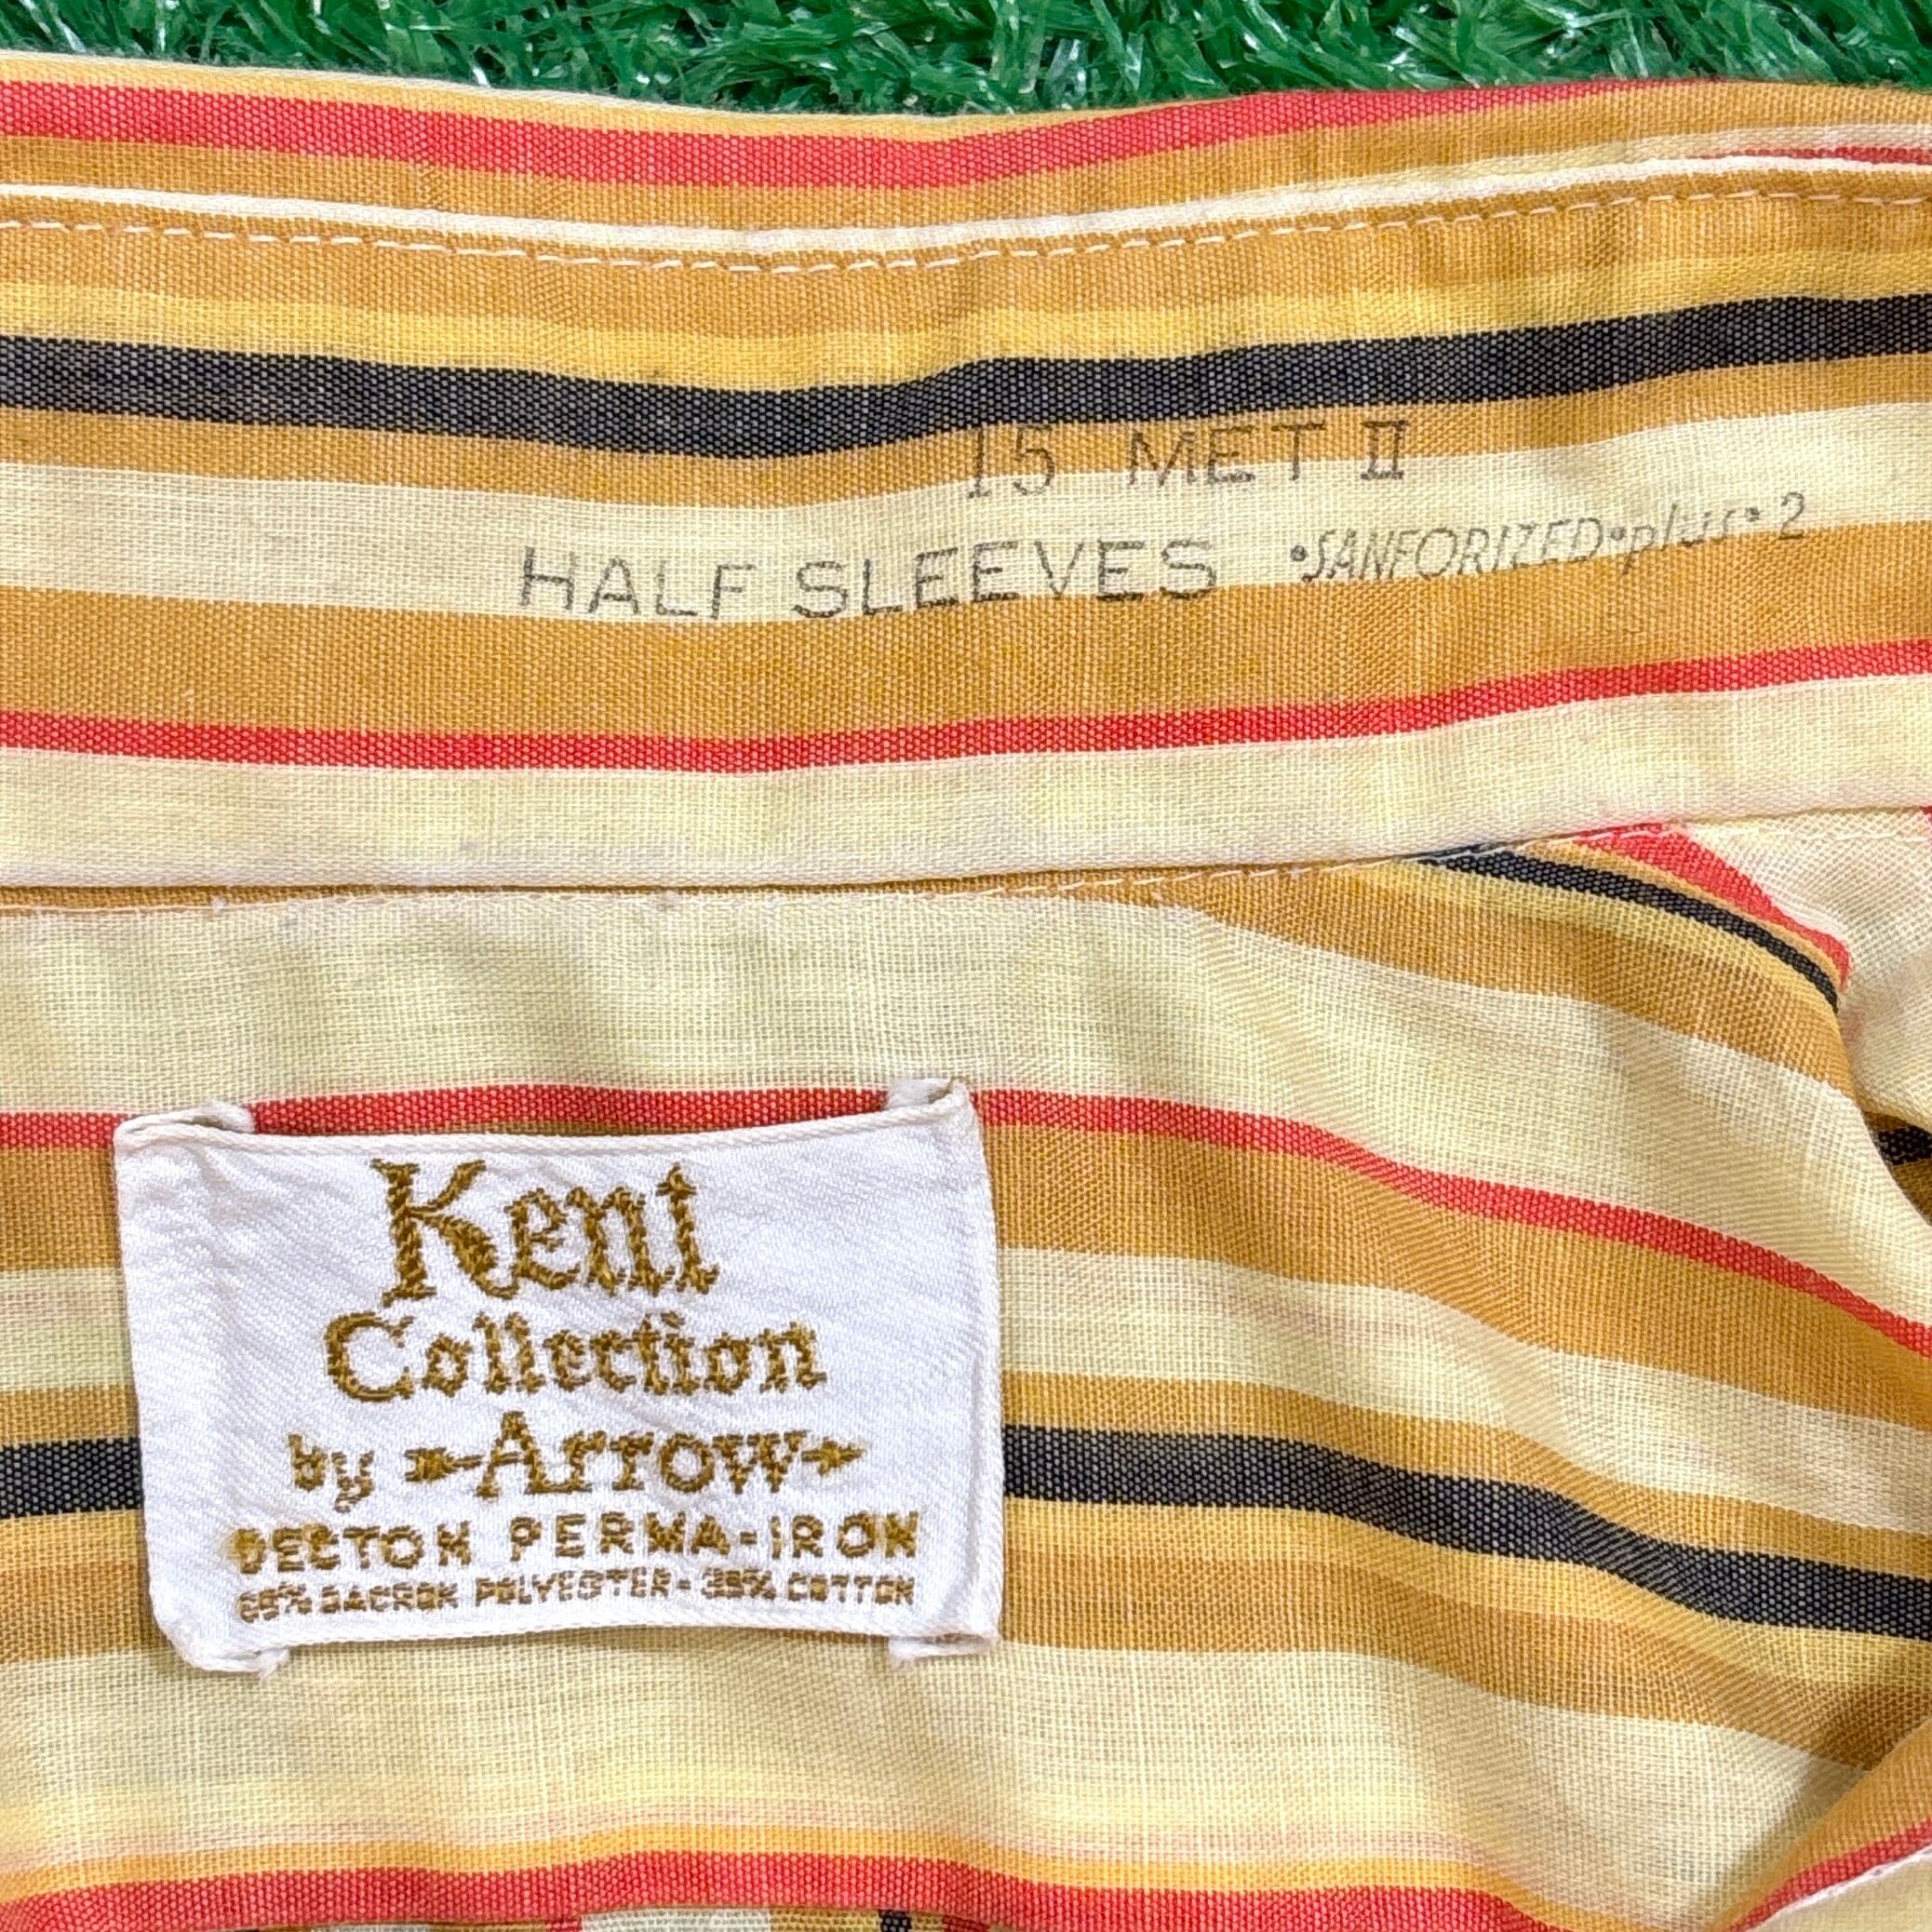 15 MET II
HALF SLEEVES •SANFORIZED•plus•2
Kent
Collection
by Arrow
DECTON PERMA-IRON
65% DACRON POLYESTER-35% COTTON